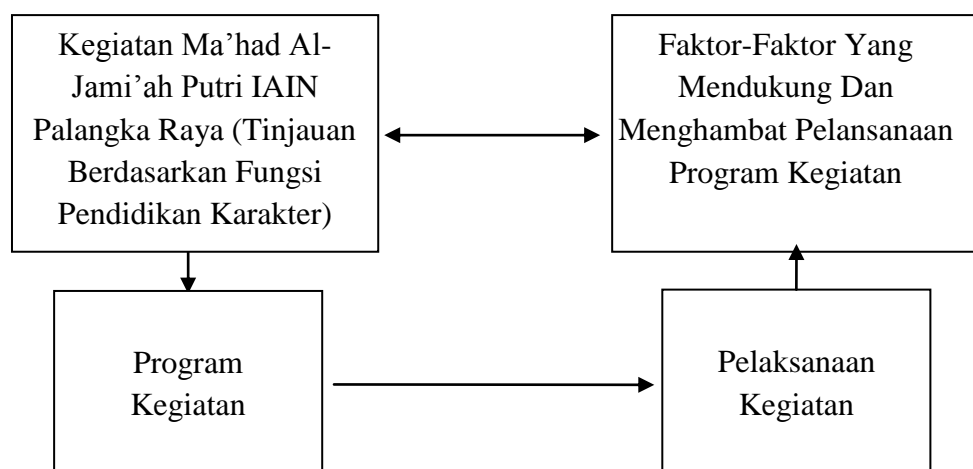 Kegiatan Ma’had Al-
Jami’ah Putri IAIN
Palangka Raya (Tinjauan
Berdasarkan Fungsi
Pendidikan Karakter)
Faktor-Faktor Yang
Mendukung Dan
Menghambat Pelansanaan
Program Kegiatan
Program
Kegiatan
Pelaksanaan
Kegiatan